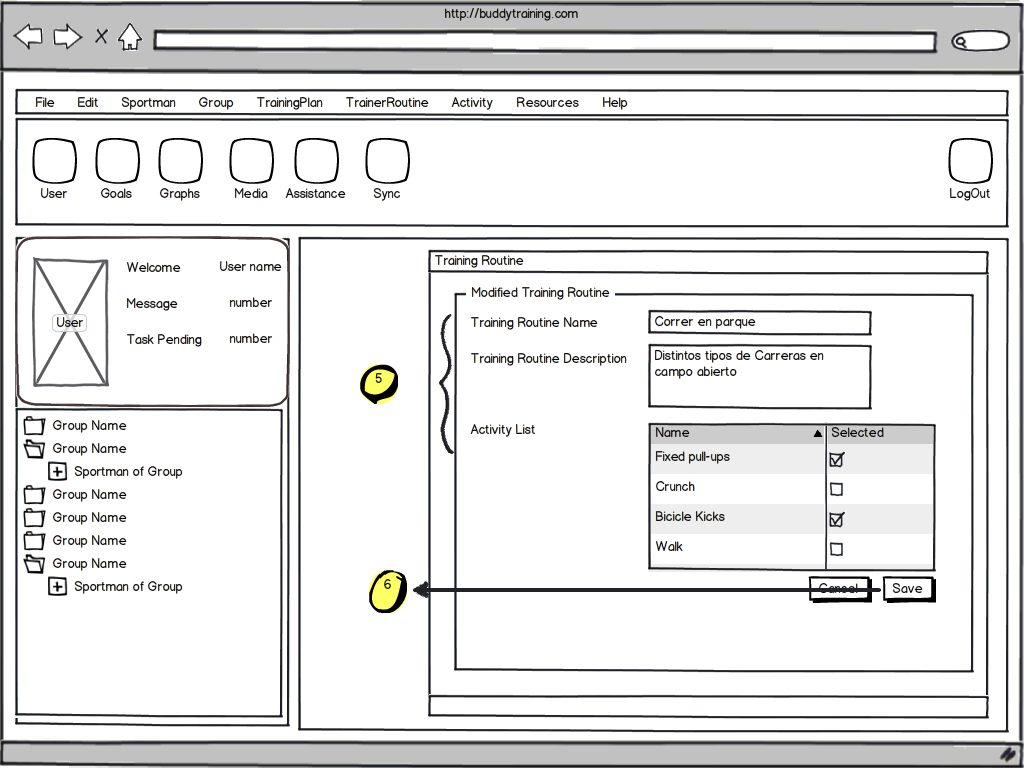 http://buddytraining.com
File Edit Sportman Group TrainingPlan TrainerRoutine Activity Resources Help
User Goals Graphs Media Assistance Sync LogOut
Welcome User name
Message number
User
Task Pending number
Group Name
Group Name
Sportman of Group
Group Name
Group Name
Group Name
Group Name
Sportman of Group
Training Routine
Modified Training Routine
Training Routine Name Correr en parque
Training Routine Description Distintos tipos de Carreras en
campo abierto
5
Activity List
Name Selected
Fixed pull-ups
Crunch
Bicicle Kicks
Walk
6
Cancel Save